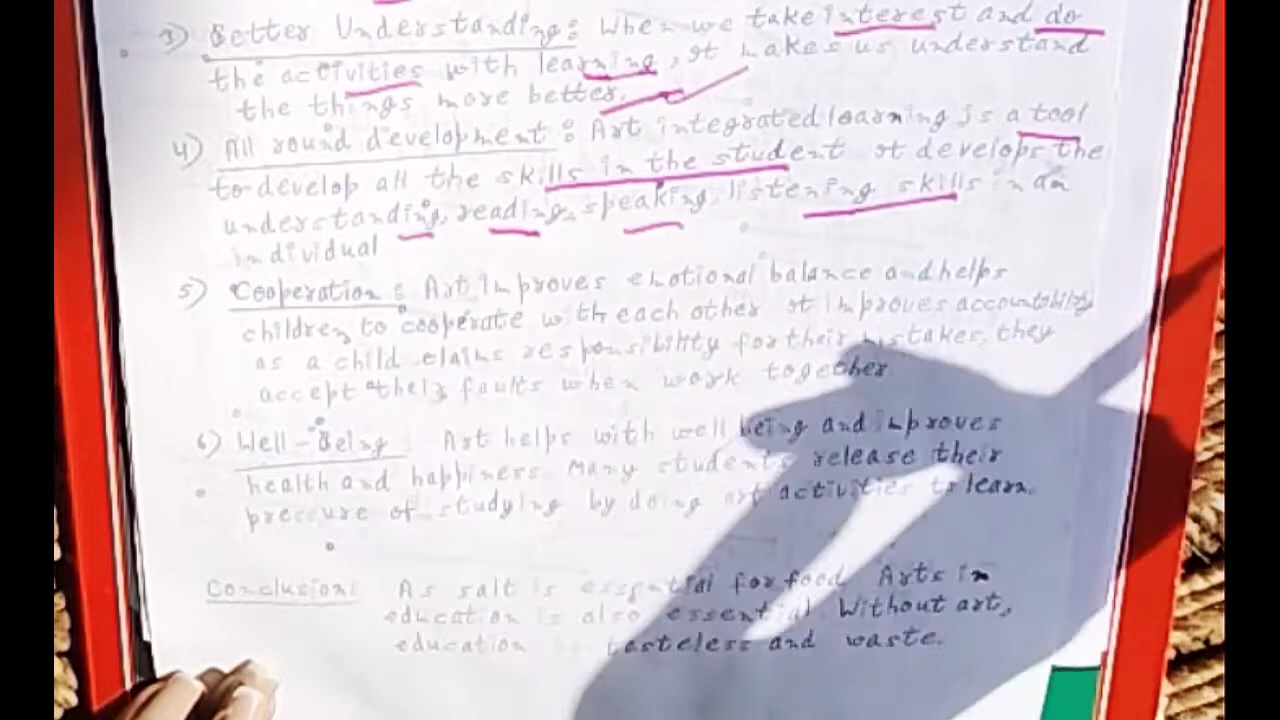 3) Better Understanding: When we take interest and do
the activities with learning, It makes us understand
the things more better.
4) All round development: Art integrated learning is a tool
to develop all the skills in the student It develops the
understanding, reading, speaking, listening skills in an
individual
5) Cooperation: Art improves emotional balance and helps
children to cooperate with each other It improves accountability
as a child claims responsibility for their mistakes, they
accept their faults when work together
6) Well-Being Art helps with well being and improves
health and happiness Many students release their
pressure of studying by doing art activities to learn.
Conclusion: As salt is essential for food Arts in
education is also essential Without art,
education is tasteless and waste.